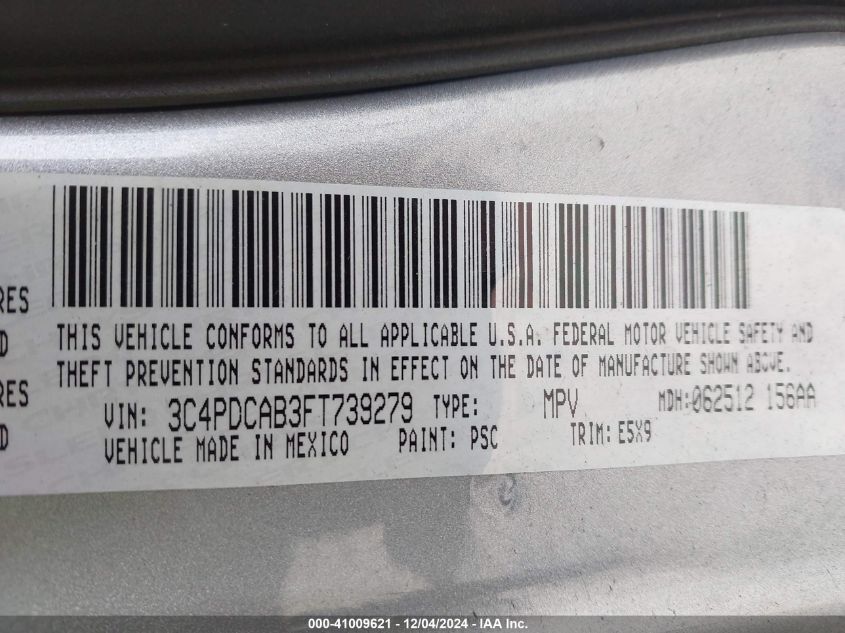 RES
D
RES
D
THIS VEHICLE CONFORMS TO ALL APPLICABLE U.S.A. FEDERAL MOTOR VEHICLE SAFETY AND
THEFT PREVENTION STANDARDS IN EFFECT ON THE DATE OF MANUFACTURE SHOWN ABOVE.
VIN: 3C4PDCAB3FT739279 TYPE: MPV MDH:062512 156AA
VEHICLE MADE IN MEXICO PAINT: PSC TRIM: E5X9
000-41009621 - 12/04/2024 - IAA Inc.